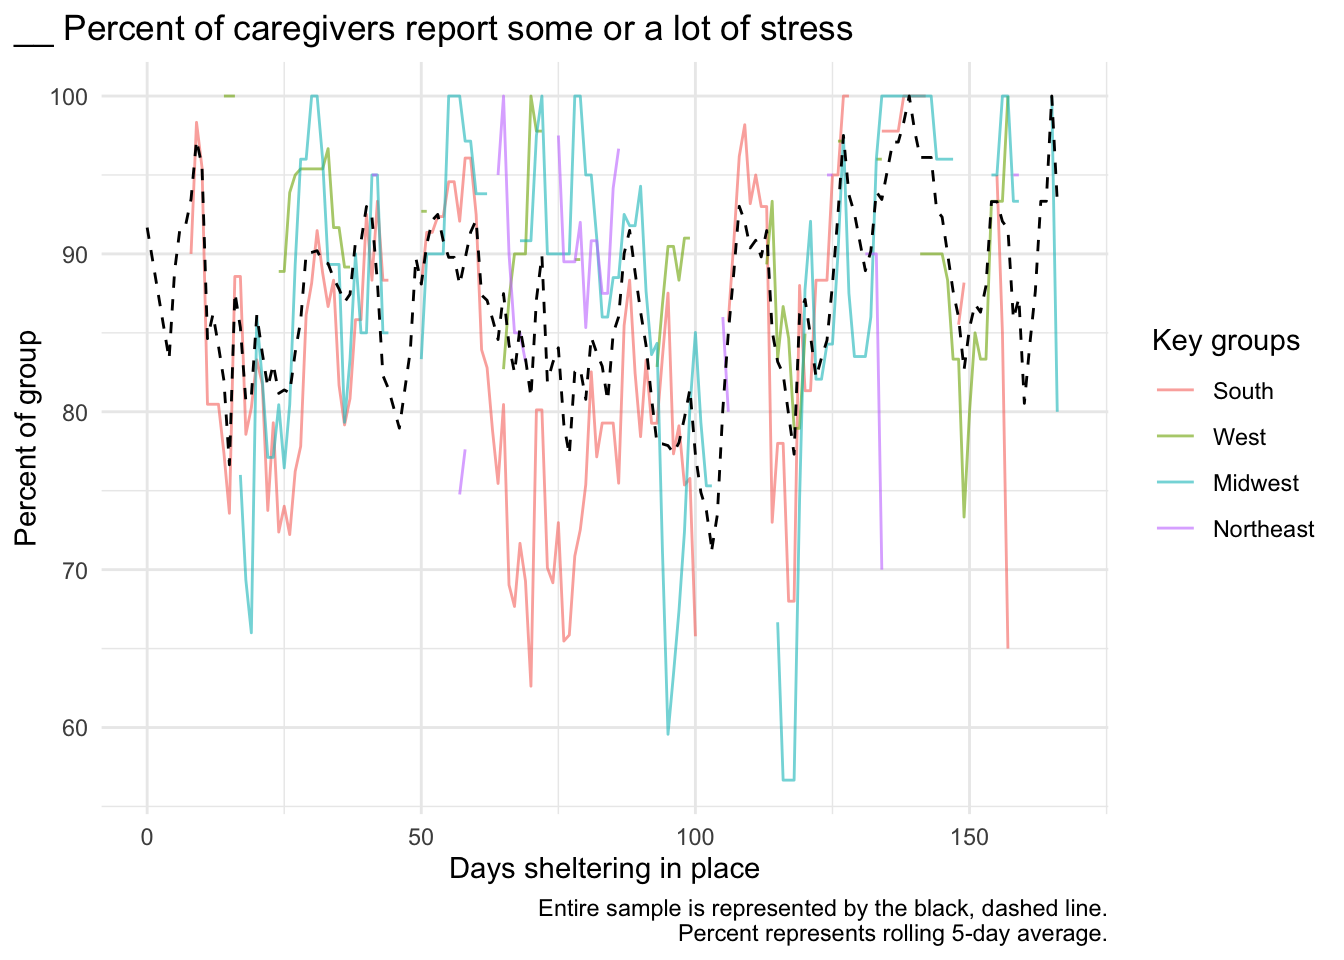 __ Percent of caregivers report some or a lot of stress
Percent of group
100
90
80
70
60
0
50
100
150
Days sheltering in place
Key groups
South
West
Midwest
Northeast
Entire sample is represented by the black, dashed line.
Percent represents rolling 5-day average.